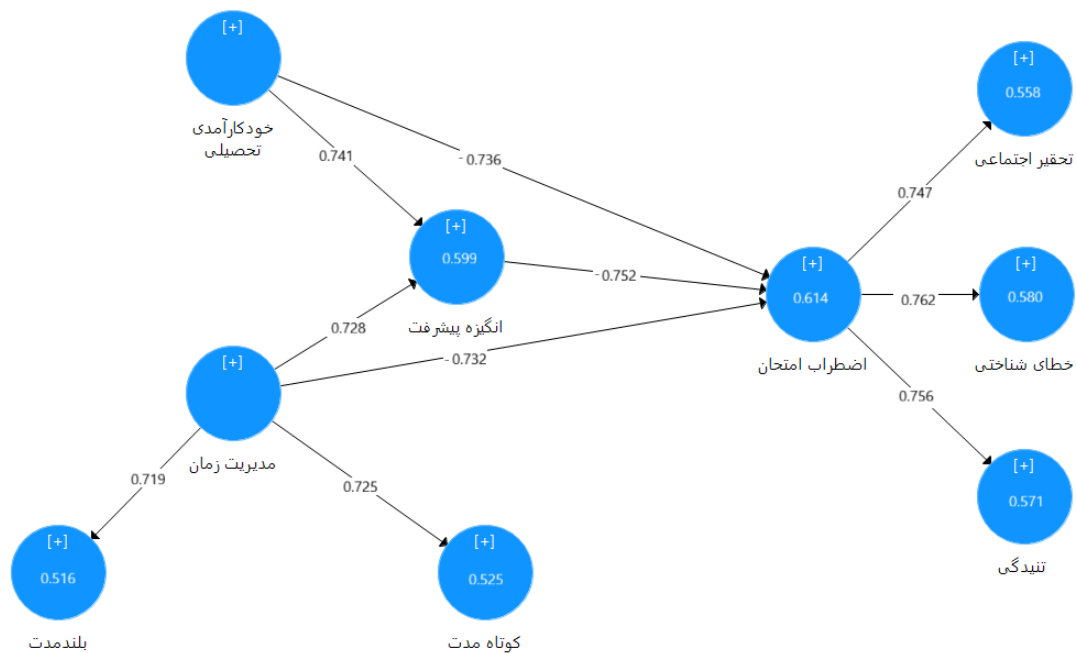 [+]
خودکارآمدی
تحصیلی
[+]
0.558
تحقیر اجتماعی
0.741
- 0.736
0.747
[+]
0.599
انگیزه پیشرفت
- 0.752
[+]
0.614
اضطراب امتحان
0.762
[+]
0.580
خطای شناختی
0.728
- 0.732
[+]
مدیریت زمان
0.756
[+]
0.571
تنیدگی
0.719
0.725
[+]
0.516
بلندمدت
[+]
0.525
کوتاه مدت